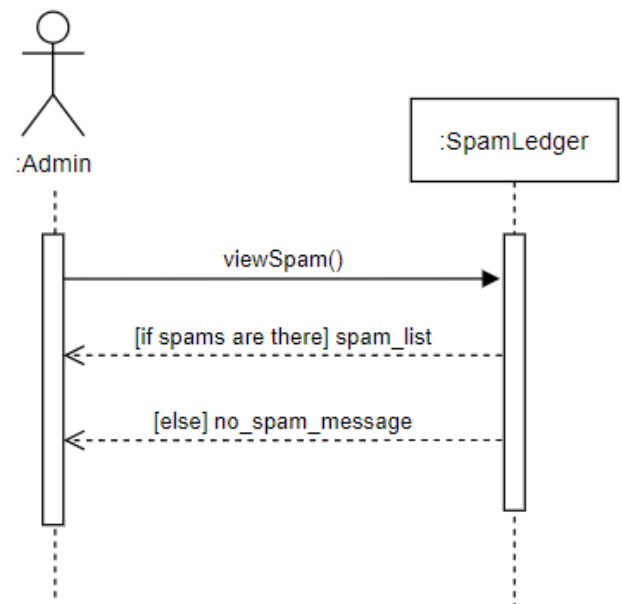 :Admin
:SpamLedger
viewSpam()
[if spams are there] spam_list
[else] no_spam_message